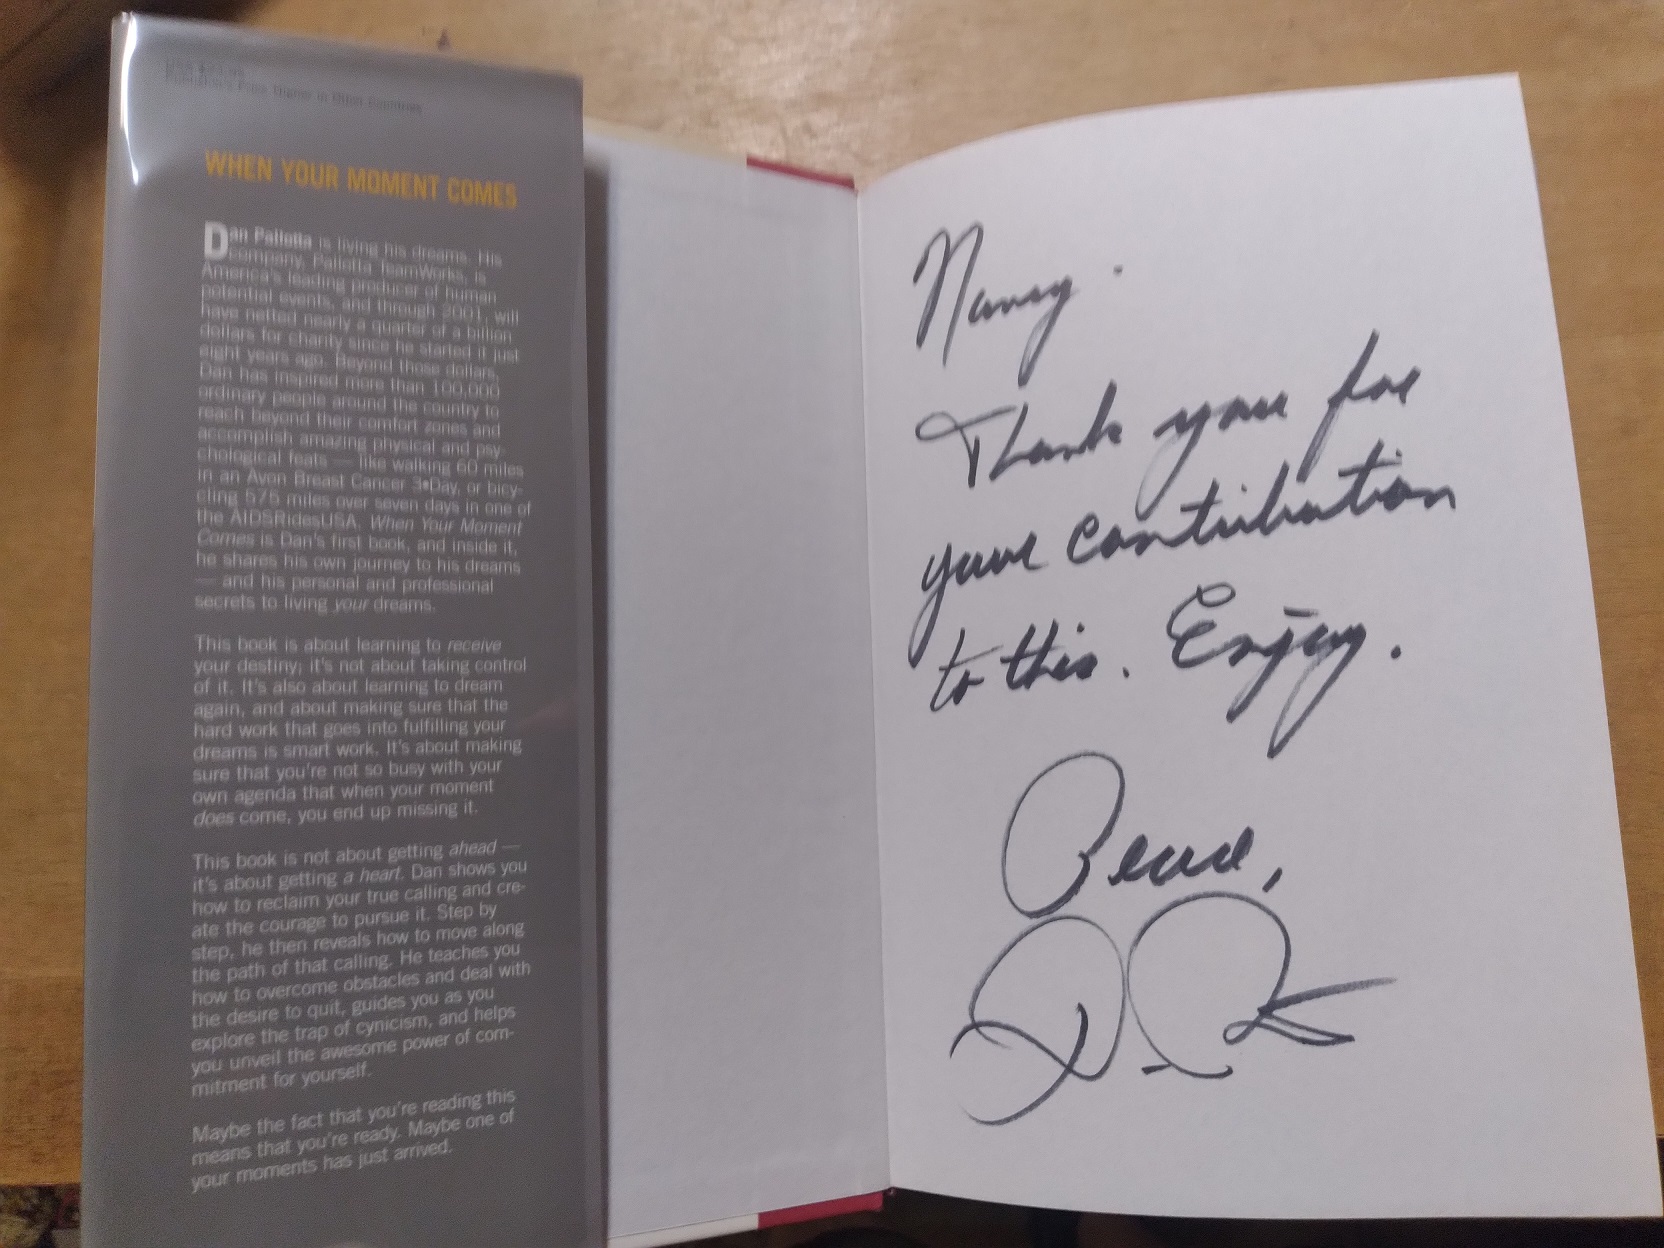 Publisher's Price Higher in Other Countries
WHEN YOUR MOMENT COMES
Dan Pallotta is living his dreams. His
company, Pallotta TeamWorks, is
America's leading producer of human
potential events, and through 2001, will
have netted nearly a quarter of a billion
dollars for charity since he started it just
eight years ago. Beyond those dollars,
Dan has inspired more than 100,000
ordinary people around the country to
reach beyond their comfort zones and
accomplish amazing physical and psy-
chological feats — like walking 60 miles
in an Avon Breast Cancer 3•Day, or bicy-
cling 575 miles over seven days in one of
the AIDSRidesUSA. When Your Moment
Comes is Dan's first book, and inside it,
he shares his own journey to his dreams
— and his personal and professional
secrets to living your dreams.
This book is about learning to receive
your destiny; it's not about taking control
of it. It's also about learning to dream
again, and about making sure that the
hard work that goes into fulfilling your
dreams is smart work. It's about making
sure that you're not so busy with your
own agenda that when your moment
does come, you end up missing it.
This book is not about getting ahead —
it's about getting a heart. Dan shows you
how to reclaim your true calling and cre-
ate the courage to pursue it. Step by
step, he then reveals how to move along
the path of that calling. He teaches you
how to overcome obstacles and deal with
the desire to quit, guides you as you
explore the trap of cynicism, and helps
you unveil the awesome power of com-
mitment for yourself.
Maybe the fact that you're reading this
means that you're ready. Maybe one of
your moments has just arrived.
Nancy.
Thank you for
your contribution
to this. Enjoy.
Peace,